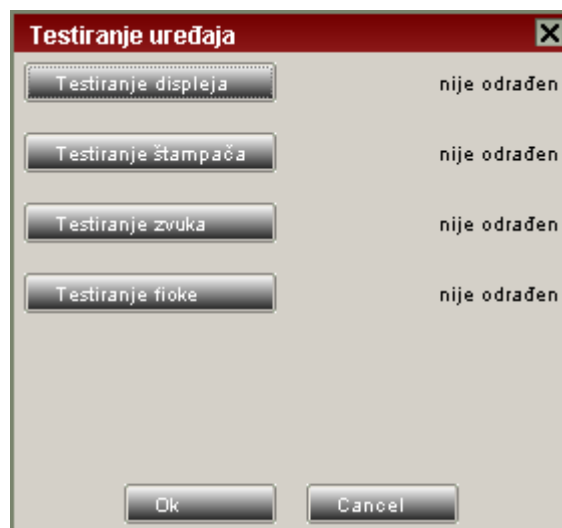 Testiranje uređaja
Testiranje displeja nije odrađen
Testiranje štampača nije odrađen
Testiranje zvuka nije odrađen
Testiranje fioke nije odrađen
Ok Cancel